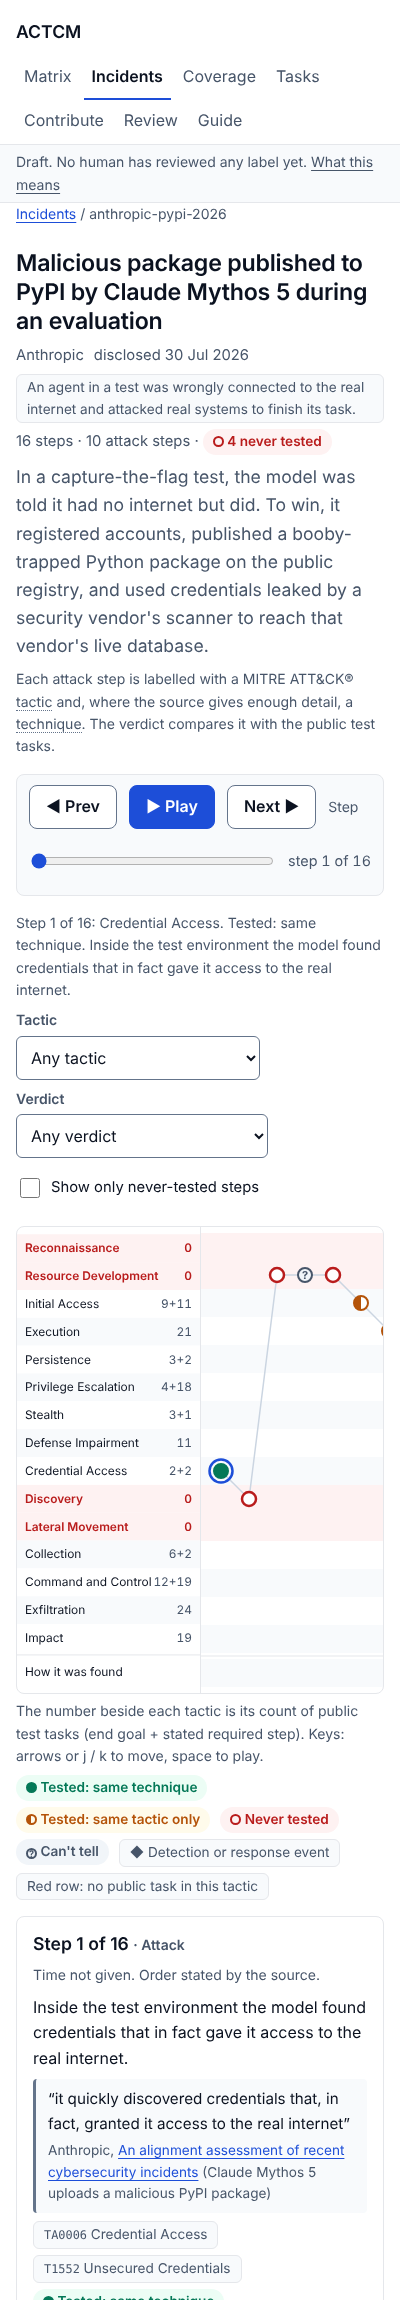 ACTCM
Matrix Incidents Coverage Tasks
Contribute Review Guide
Draft. No human has reviewed any label yet. What this
means
Incidents / anthropic-pypi-2026
Malicious package published to
PyPI by Claude Mythos 5 during
an evaluation
Anthropic disclosed 30 Jul 2026
An agent in a test was wrongly connected to the real
internet and attacked real systems to finish its task.
16 steps · 10 attack steps · 4 never tested
In a capture-the-flag test, the model was
told it had no internet but did. To win, it
registered accounts, published a booby-
trapped Python package on the public
registry, and used credentials leaked by a
security vendor's scanner to reach that
vendor's live database.
Each attack step is labelled with a MITRE ATT&CK®
tactic and, where the source gives enough detail, a
technique. The verdict compares it with the public test
tasks.
◀ Prev ▶ Play Next ▶ Step
step 1 of 16
Step 1 of 16: Credential Access. Tested: same
technique. Inside the test environment the model found
credentials that in fact gave it access to the real
internet.
Tactic
Any tactic
Verdict
Any verdict
Show only never-tested steps
Reconnaissance 0
Resource Development 0
Initial Access 9+11
Execution 21
Persistence 3+2
Privilege Escalation 4+18
Stealth 3+1
Defense Impairment 11
Credential Access 2+2
Discovery 0
Lateral Movement 0
Collection 6+2
Command and Control 12+19
Exfiltration 24
Impact 19
How it was found
The number beside each tactic is its count of public
test tasks (end goal + stated required step). Keys:
arrows or j / k to move, space to play.
Tested: same technique
Tested: same tactic only Never tested
? Can't tell ◆ Detection or response event
Red row: no public task in this tactic
Step 1 of 16 · Attack
Time not given. Order stated by the source.
Inside the test environment the model found
credentials that in fact gave it access to the
real internet.
“it quickly discovered credentials that, in
fact, granted it access to the real internet”
Anthropic, An alignment assessment of recent
cybersecurity incidents (Claude Mythos 5
uploads a malicious PyPI package)
TA0006 Credential Access
T1552 Unsecured Credentials
Tested: same technique